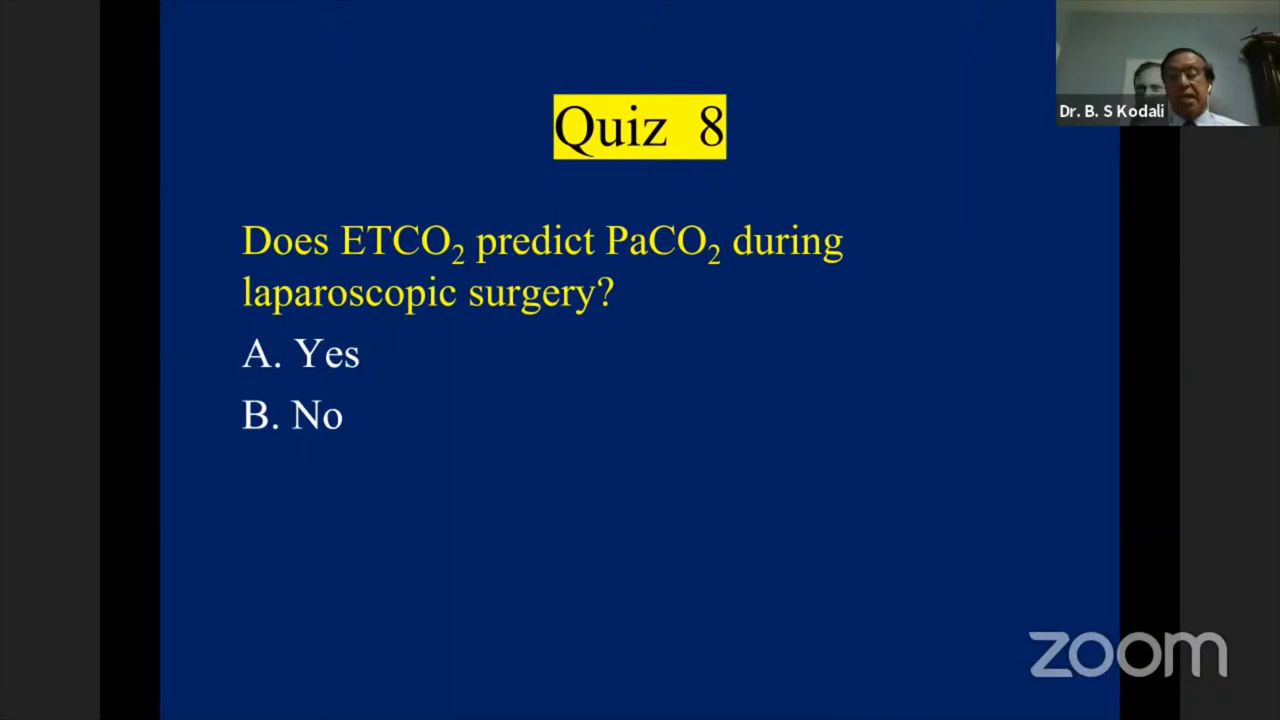 Quiz 8
Does ETCO₂ predict PaCO₂ during
laparoscopic surgery?
A. Yes
B. No
Dr. B. S Kodali
zoom